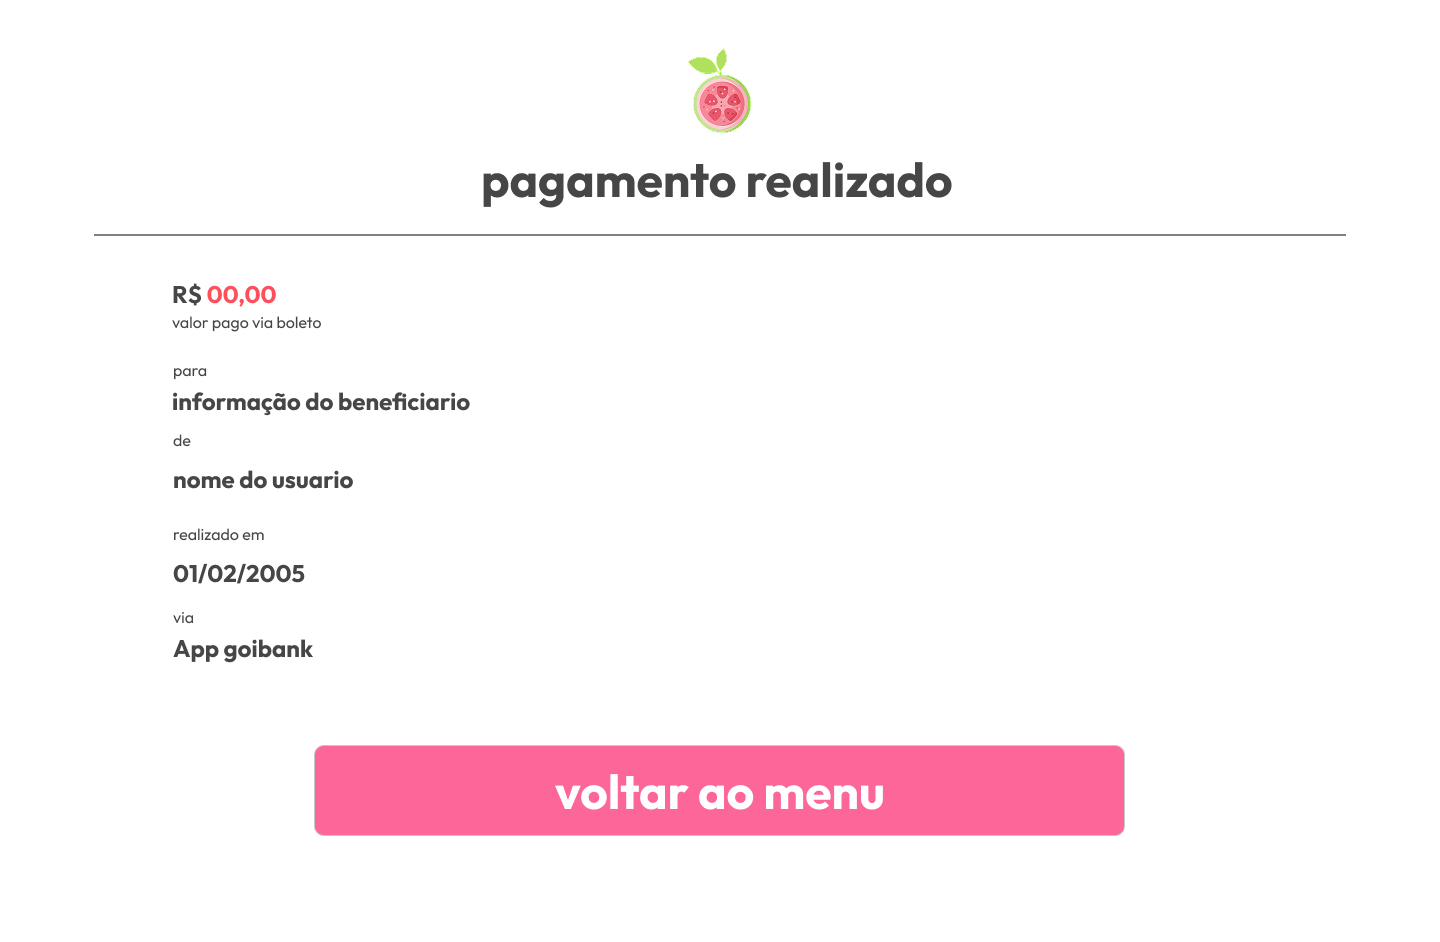 pagamento realizado
R$ 00,00
valor pago via boleto
para
informação do beneficiario
de
nome do usuario
realizado em
01/02/2005
via
App goibank
voltar ao menu